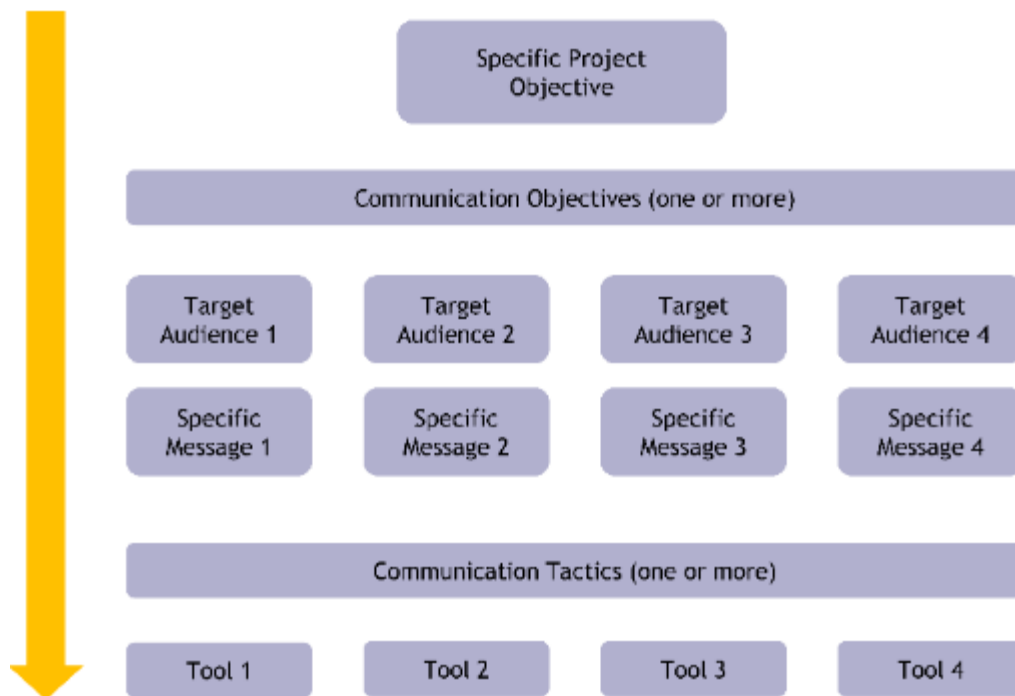 Specific Project
Objective
Communication Objectives (one or more)
Target
Audience 1
Target
Audience 2
Target
Audience 3
Target
Audience 4
Specific
Message 1
Specific
Message 2
Specific
Message 3
Specific
Message 4
Communication Tactics (one or more)
Tool 1
Tool 2
Tool 3
Tool 4